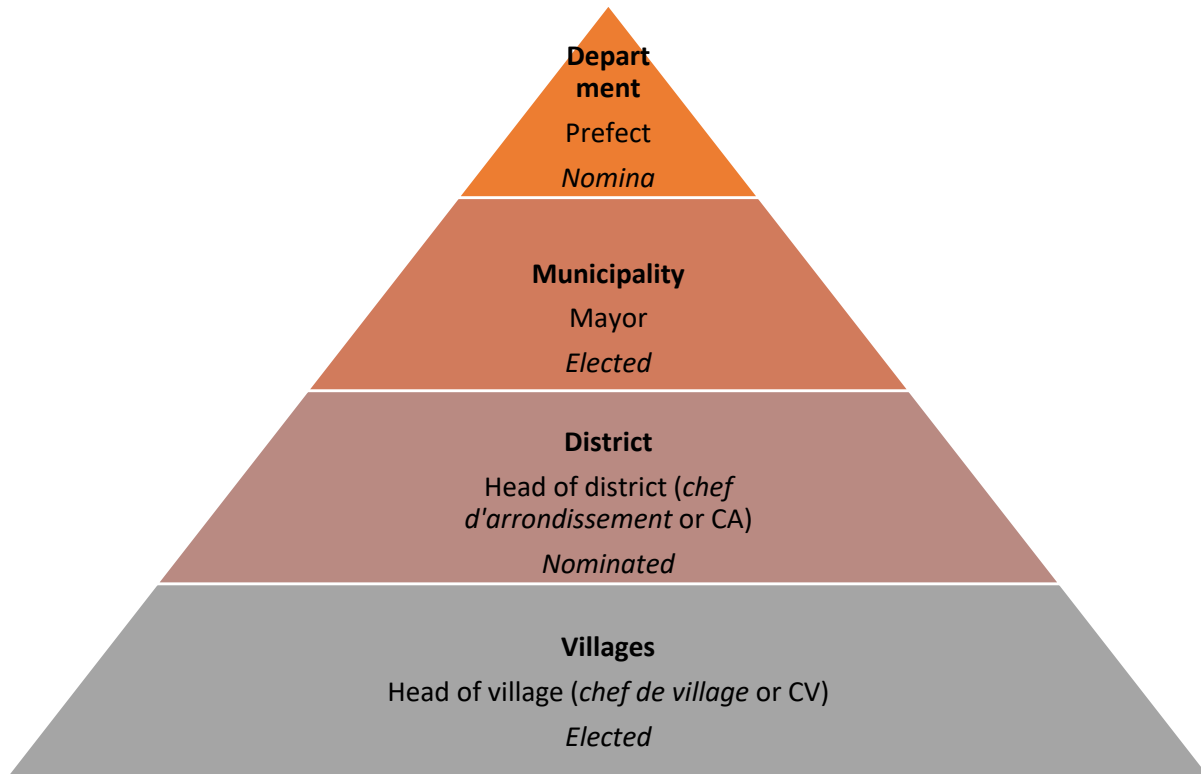 Depart
ment
Prefect
Nomina
Municipality
Mayor
Elected
District
Head of district (chef
d'arrondissement or CA)
Nominated
Villages
Head of village (chef de village or CV)
Elected